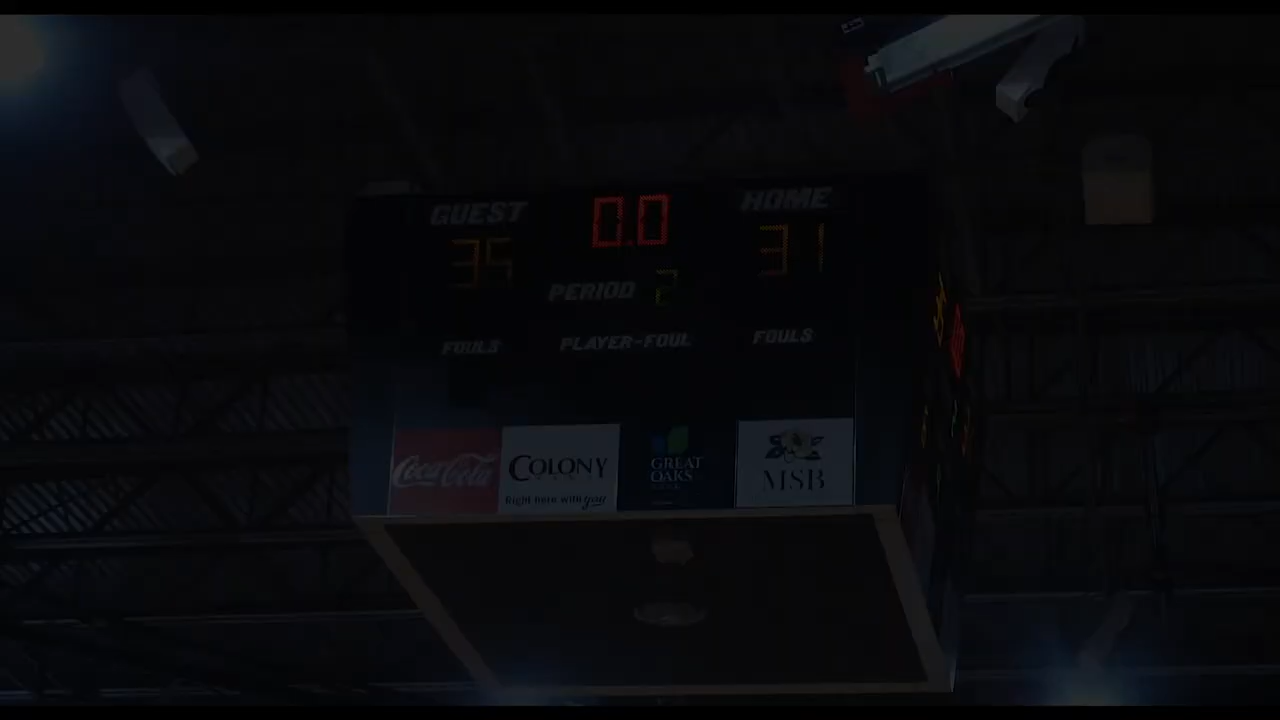 GUEST 0.0 HOME
35 31
PERIOD 2
FOULS PLAYER-FOUL FOULS
Coca-Cola
COLONY
Right here with you
GREAT
OAKS
MSB